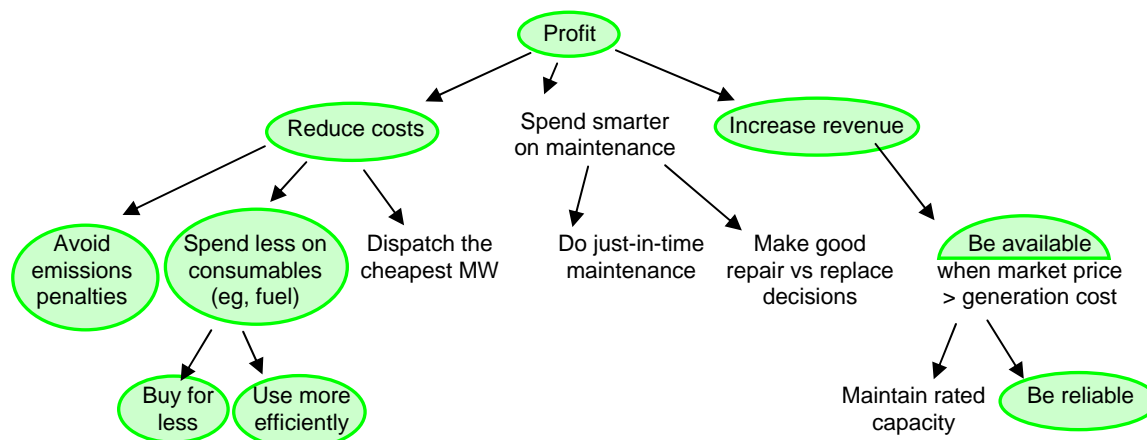 Profit
Reduce costs
Spend smarter
on maintenance
Increase revenue
Avoid
emissions
penalties
Spend less on
consumables
(eg, fuel)
Dispatch the
cheapest MW
Do just-in-time
maintenance
Make good
repair vs replace
decisions
Be available
when market price
> generation cost
Buy for
less
Use more
efficiently
Maintain rated
capacity
Be reliable